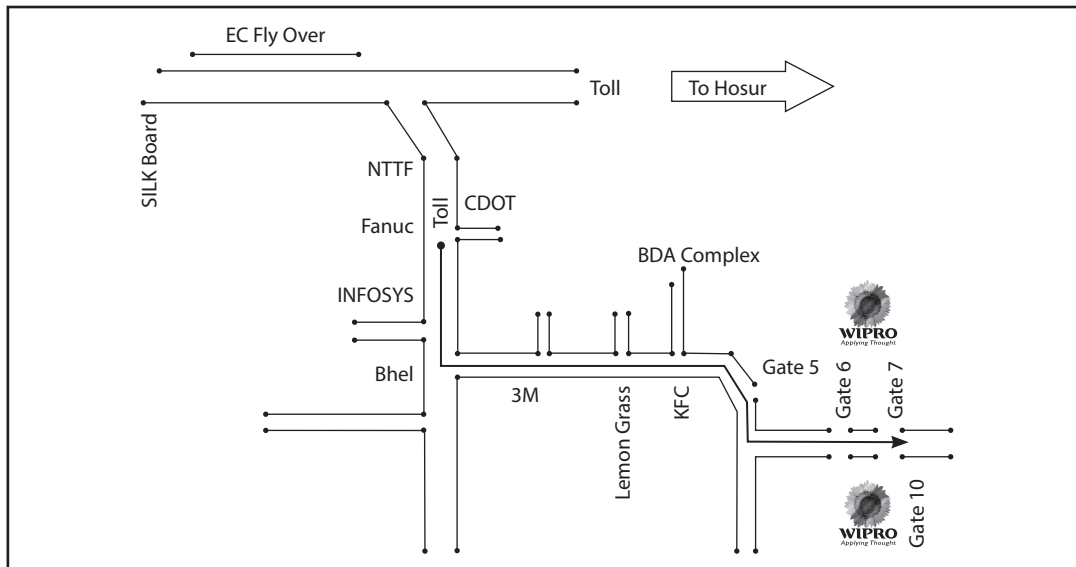 EC Fly Over
Toll
To Hosur
SILK Board
NTTF
CDOT
Toll
Fanuc
BDA Complex
INFOSYS
WIPRO
Applying Thought
Gate 5
Gate 6
Gate 7
Bhel
3M
Lemon Grass
KFC
WIPRO
Applying Thought
Gate 10